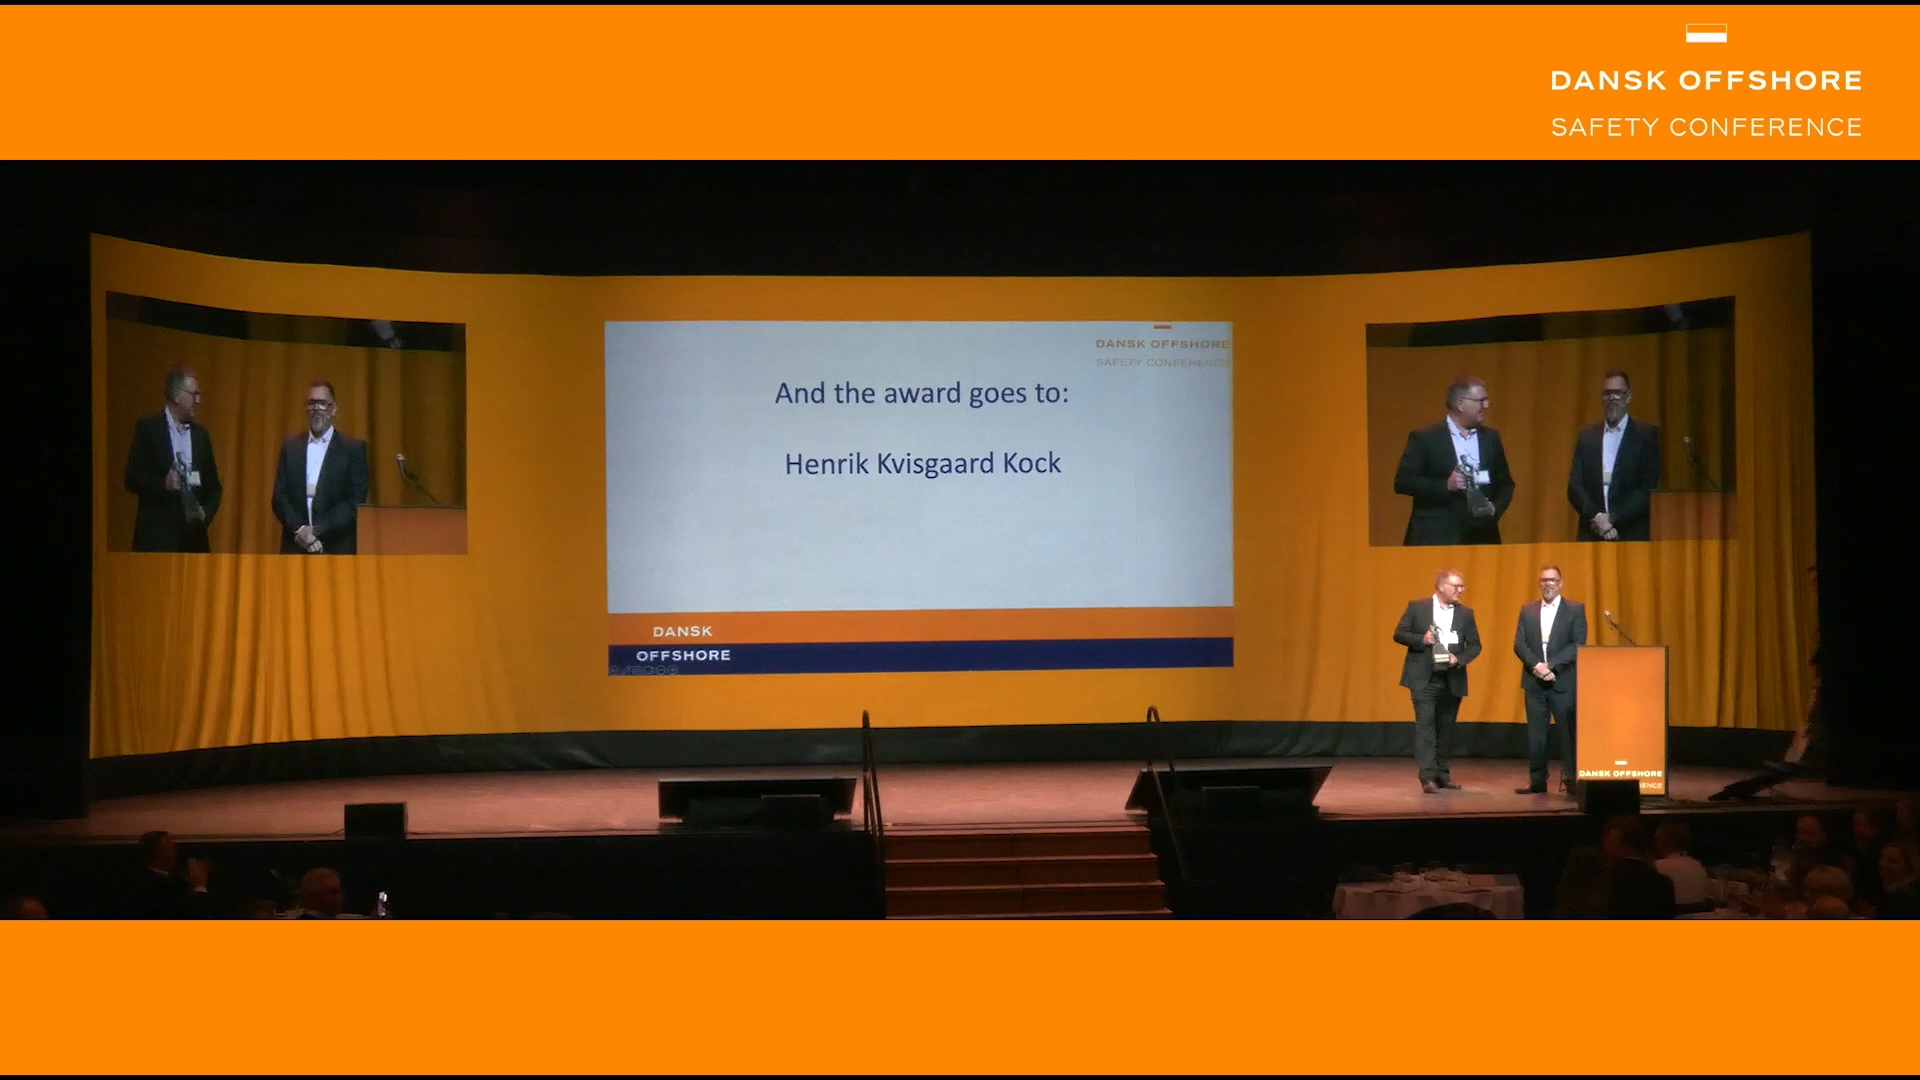 DANSK OFFSHORE
SAFETY CONFERENCE
DANSK OFFSHORE
SAFETY CONFERENCE
And the award goes to:
Henrik Kvisgaard Kock
DANSK
OFFSHORE
DANSK OFFSHORE